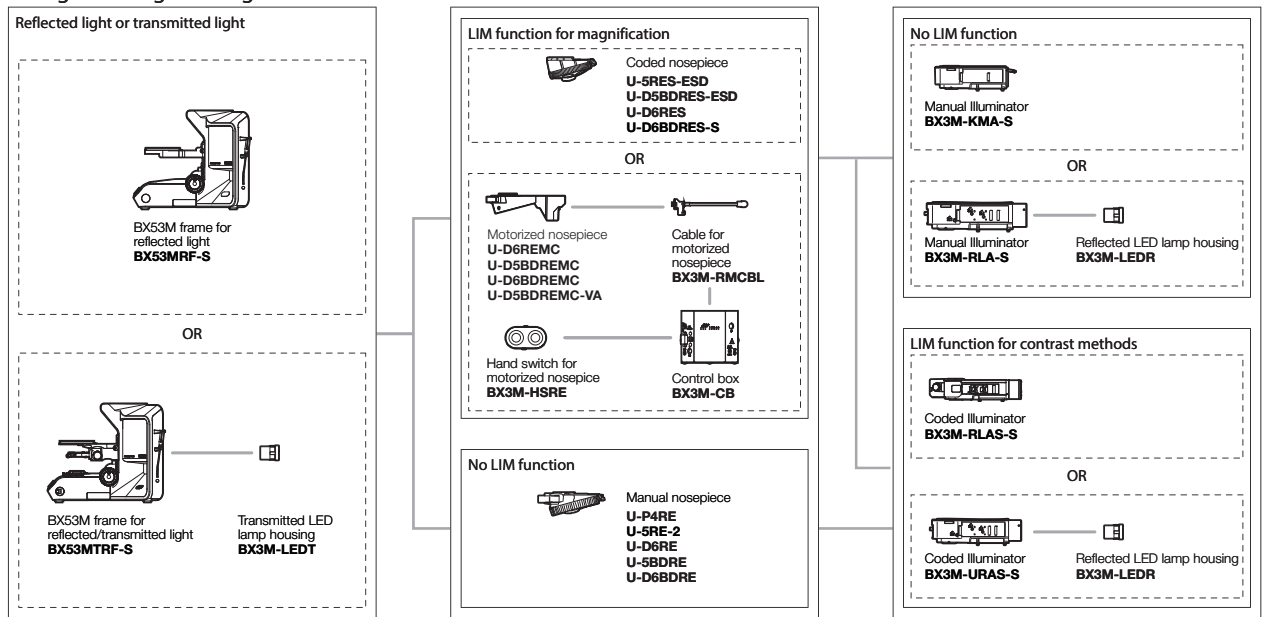 Reflected light or transmitted light
BX53M frame for
reflected light
BX53MRF-S
OR
BX53M frame for
reflected/transmitted light
BX53MTRF-S
Transmitted LED
lamp housing
BX3M-LEDT
LIM function for magnification
Coded nosepiece
U-5RES-ESD
U-D5BDRES-ESD
U-D6RES
U-D6BDRES-S
OR
Motorized nosepiece
U-D6REMC
U-D5BDREMC
U-D6BDREMC
U-D5BDREMC-VA
Cable for
motorized
nosepiece
BX3M-RMCBL
Hand switch for
motorized nosepice
BX3M-HSRE
Control box
BX3M-CB
No LIM function
Manual nosepiece
U-P4RE
U-5RE-2
U-D6RE
U-5BDRE
U-D6BDRE
No LIM function
Manual Illuminator
BX3M-KMA-S
OR
Manual Illuminator
BX3M-RLA-S
Reflected LED lamp housing
BX3M-LEDR
LIM function for contrast methods
Coded Illuminator
BX3M-RLAS-S
OR
Coded Illuminator
BX3M-URAS-S
Reflected LED lamp housing
BX3M-LEDR